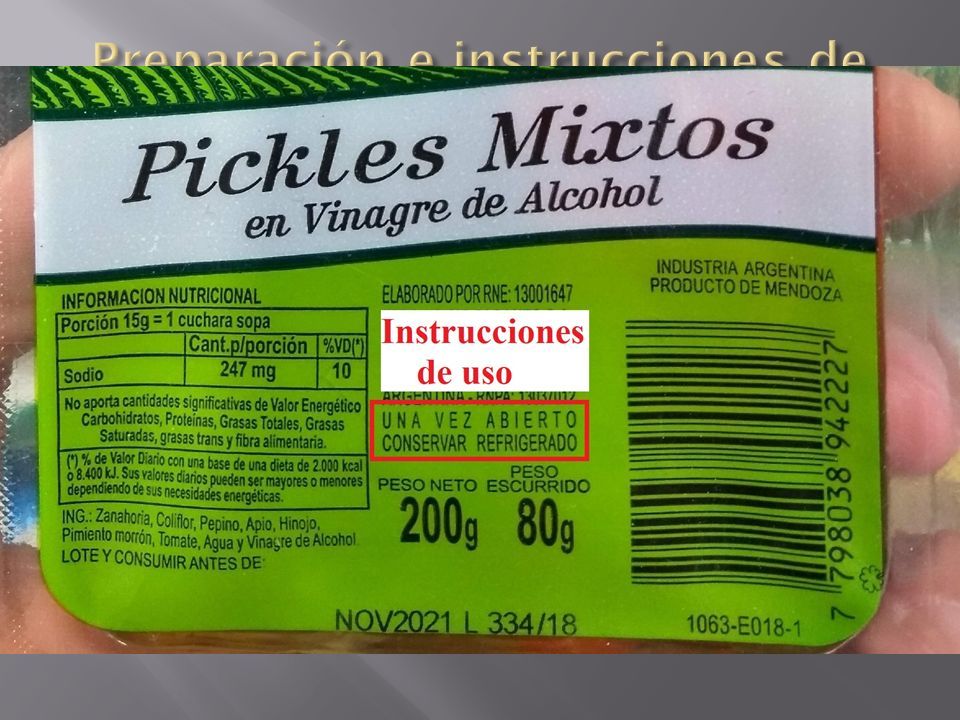 Preparación e instrucciones de
Pickles Mixtos
en Vinagre de Alcohol
INFORMACION NUTRICIONAL
Porción 15g = 1 cuchara sopa
Cant.p/porción %VD(*)
Sodio 247 mg 10
No aporta cantidades significativas de Valor Energético
Carbohidratos, Proteínas, Grasas Totales, Grasas
Saturadas, grasas trans y fibra alimentaria.
(*) % de Valor Diario con una base de una dieta de 2.000 kcal
o 8.400 kJ. Sus valores diarios pueden ser mayores o menores
dependiendo de sus necesidades energéticas.
ING.: Zanahoria, Coliflor, Pepino, Apio, Hinojo,
Pimiento morrón, Tomate, Agua y Vinagre de Alcohol
LOTE Y CONSUMIR ANTES DE:
NOV2021 L 334/18
ELABORADO POR RNE: 13001647
Instrucciones
de uso
ARGENTINA - RNPA: 13037012
UNA VEZ ABIERTO
CONSERVAR REFRIGERADO
PESO NETO
200g
PESO
ESCURRIDO
80g
INDUSTRIA ARGENTINA
PRODUCTO DE MENDOZA
7 798038 942227
1063-E018-1